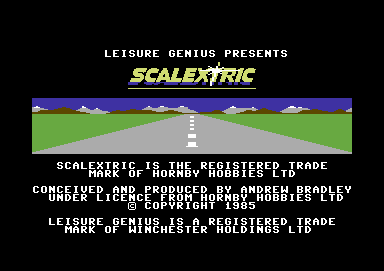 LEISURE GENIUS PRESENTS
SCALEXTRIC
SCALEXTRIC IS THE REGISTERED TRADE
MARK OF HORNBY HOBBIES LTD
CONCEIVED AND PRODUCED BY ANDREW BRADLEY
UNDER LICENCE FROM HORNBY HOBBIES LTD
© COPYRIGHT 1985
LEISURE GENIUS IS A REGISTERED TRADE
MARK OF WINCHESTER HOLDINGS LTD